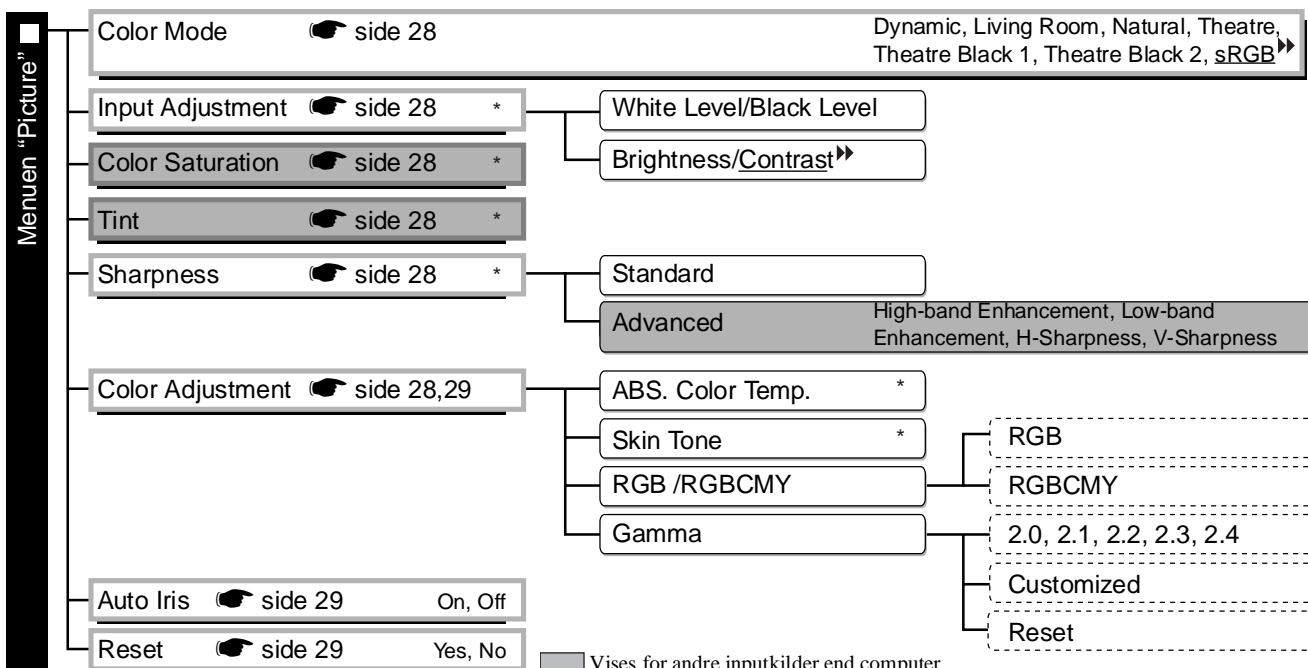 Menuen “Picture”
Color Mode ☛ side 28
Dynamic, Living Room, Natural, Theatre,
Theatre Black 1, Theatre Black 2, sRGB
Input Adjustment ☛ side 28 *
White Level/Black Level
Brightness/Contrast
Color Saturation ☛ side 28 *
Tint ☛ side 28 *
Sharpness ☛ side 28 *
Standard
Advanced
High-band Enhancement, Low-band
Enhancement, H-Sharpness, V-Sharpness
Color Adjustment ☛ side 28,29
ABS. Color Temp. *
Skin Tone *
RGB /RGBCMY
RGB
RGBCMY
Gamma
2.0, 2.1, 2.2, 2.3, 2.4
Customized
Reset
Auto Iris ☛ side 29 On, Off
Reset ☛ side 29 Yes, No
Vises for andre inputkilder end computer